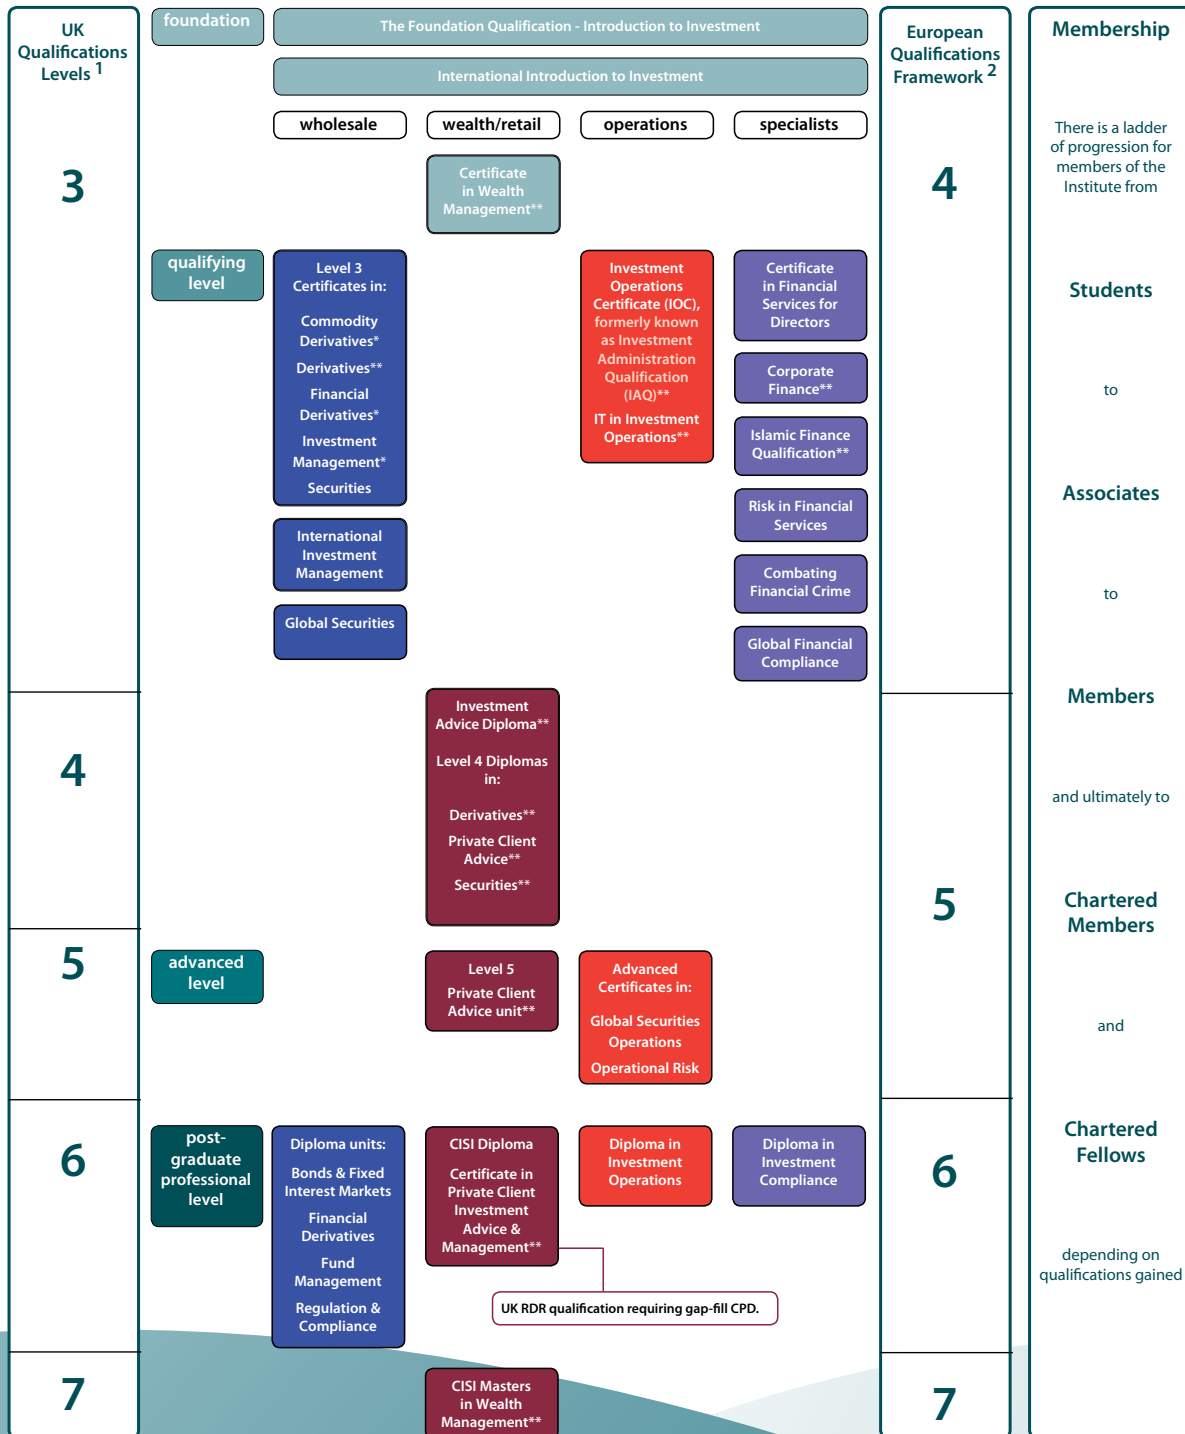 UK
Qualifications
Levels 1
3
4
5
6
7
foundation
The Foundation Qualification - Introduction to Investment
International Introduction to Investment
wholesale
wealth/retail
operations
specialists
Certificate
in Wealth
Management**
qualifying
level
Level 3
Certificates in:
Commodity
Derivatives*
Derivatives**
Financial
Derivatives*
Investment
Management*
Securities
International
Investment
Management
Global Securities
Investment
Operations
Certificate (IOC),
formerly known
as Investment
Administration
Qualification
(IAQ)**
IT in Investment
Operations**
Certificate
in Financial
Services for
Directors
Corporate
Finance**
Islamic Finance
Qualification**
Risk in Financial
Services
Combating
Financial Crime
Global Financial
Compliance
Investment
Advice Diploma**
Level 4 Diplomas
in:
Derivatives**
Private Client
Advice**
Securities**
advanced
level
Level 5
Private Client
Advice unit**
Advanced
Certificates in:
Global Securities
Operations
Operational Risk
post-
graduate
professional
level
Diploma units:
Bonds & Fixed
Interest Markets
Financial
Derivatives
Fund
Management
Regulation &
Compliance
CISI Diploma
Certificate in
Private Client
Investment
Advice &
Management**
Diploma in
Investment
Operations
Diploma in
Investment
Compliance
UK RDR qualification requiring gap-fill CPD.
CISI Masters
in Wealth
Management**
European
Qualifications
Framework 2
4
5
6
7
Membership
There is a ladder
of progression for
members of the
Institute from
Students
to
Associates
to
Members
and ultimately to
Chartered
Members
and
Chartered
Fellows
depending on
qualifications gained